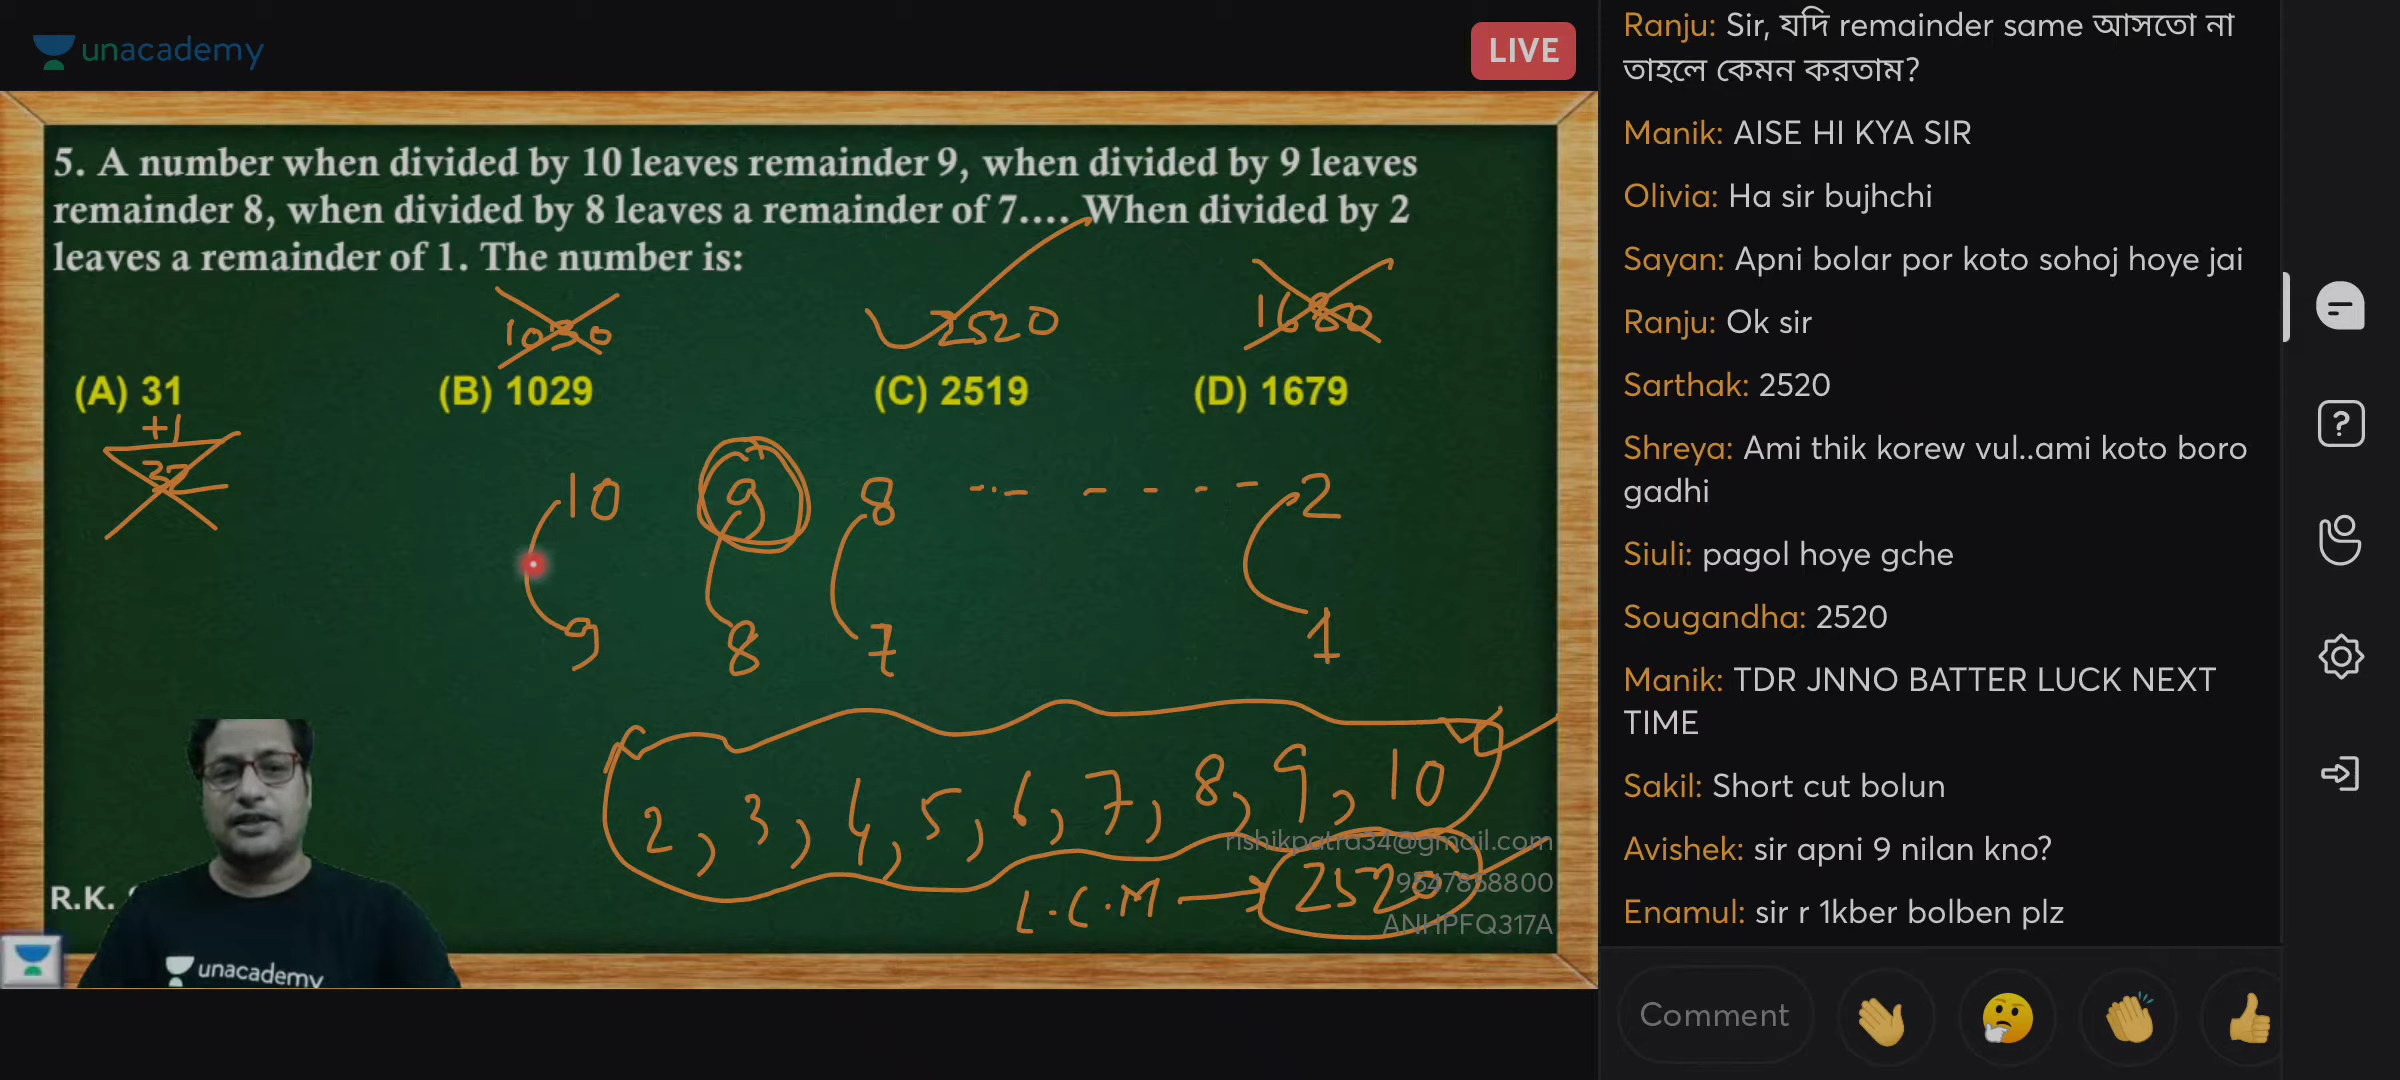 unacademy
LIVE
5. A number when divided by 10 leaves remainder 9, when divided by 9 leaves
remainder 8, when divided by 8 leaves a remainder of 7.... When divided by 2
leaves a remainder of 1. The number is:
2520
1680
(A) 31
(B) 1029
(C) 2519
(D) 1679
+1
32
10 9 8 -- - - - - - 2
9 8 7 1
2, 3, 4, 5, 6, 7, 8, 9, 10
L.C.M → 2520
rishikpatra34@gmail.com
9547858800
ANHPFQ317A
R.K.
unacademy
Ranju: Sir, যদি remainder same আসতো না
তাহলে কেমন করতাম?
Manik: AISE HI KYA SIR
Olivia: Ha sir bujhchi
Sayan: Apni bolar por koto sohoj hoye jai
Ranju: Ok sir
Sarthak: 2520
Shreya: Ami thik korew vul..ami koto boro
gadhi
Siuli: pagol hoye gche
Sougandha: 2520
Manik: TDR JNNO BATTER LUCK NEXT
TIME
Sakil: Short cut bolun
Avishek: sir apni 9 nilan kno?
Enamul: sir r 1kber bolben plz
Comment